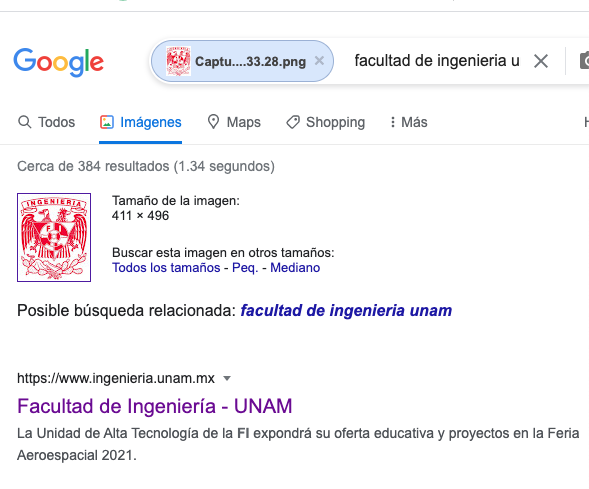 Google
Captu....33.28.png
facultad de ingenieria u
Todos
Imágenes
Maps
Shopping
Más
Cerca de 384 resultados (1.34 segundos)
INGENIERIA
Tamaño de la imagen:
411 × 496
Buscar esta imagen en otros tamaños:
Todos los tamaños - Peq. - Mediano
Posible búsqueda relacionada: facultad de ingenieria unam
https://www.ingenieria.unam.mx
Facultad de Ingeniería - UNAM
La Unidad de Alta Tecnología de la FI expondrá su oferta educativa y proyectos en la Feria
Aeroespacial 2021.